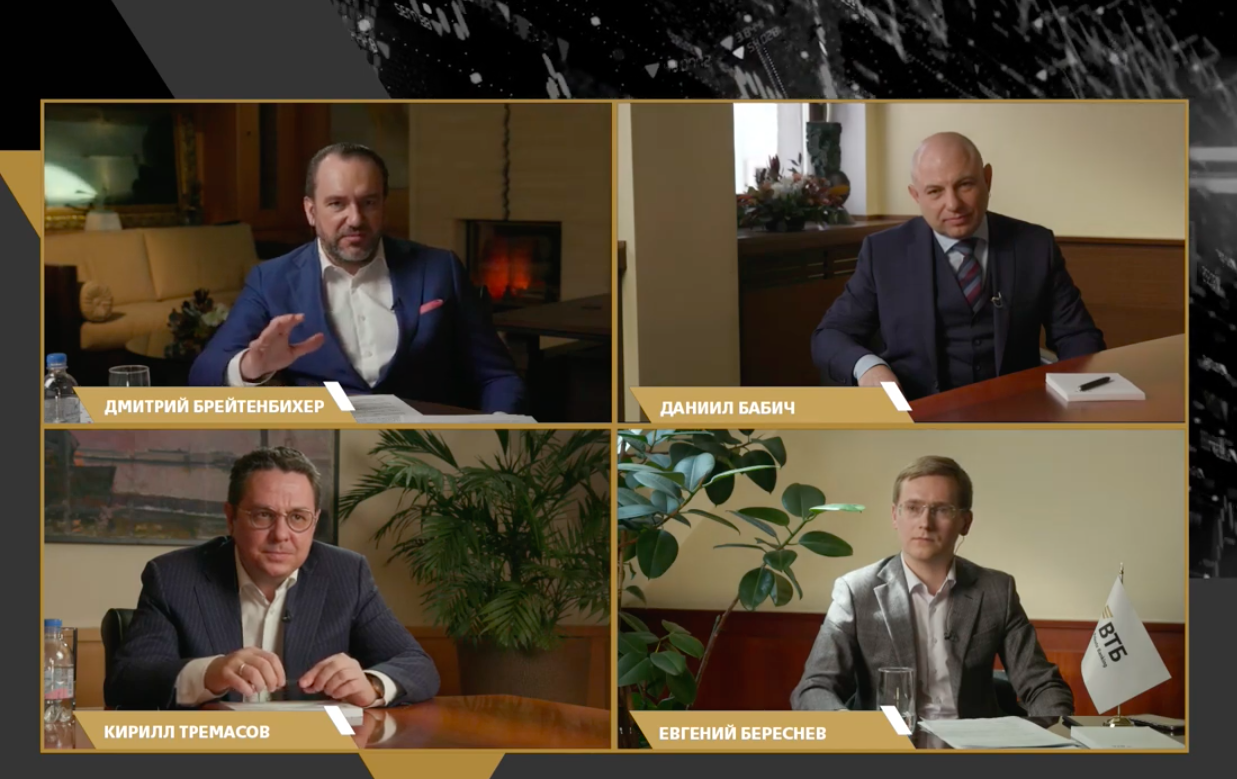 ДМИТРИЙ БРЕЙТЕНБИХЕР
ДАНИИЛ БАБИЧ
КИРИЛЛ ТРЕМАСОВ
ЕВГЕНИЙ БЕРЕСНЕВ
ВТБ